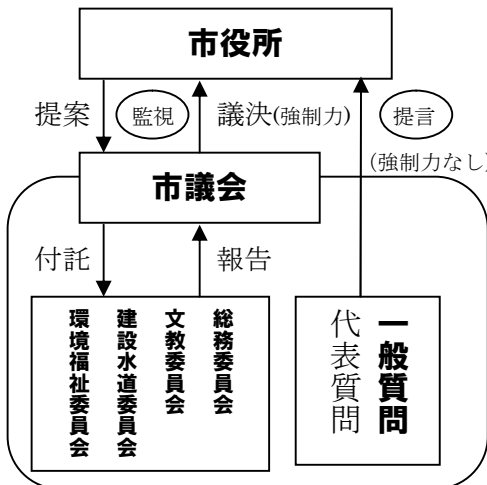 市役所
提案
監視
議決(強制力)
提言
(強制力なし)
市議会
付託
報告
総務委員会
文教委員会
建設水道委員会
環境福祉委員会
一般質問
代表質問